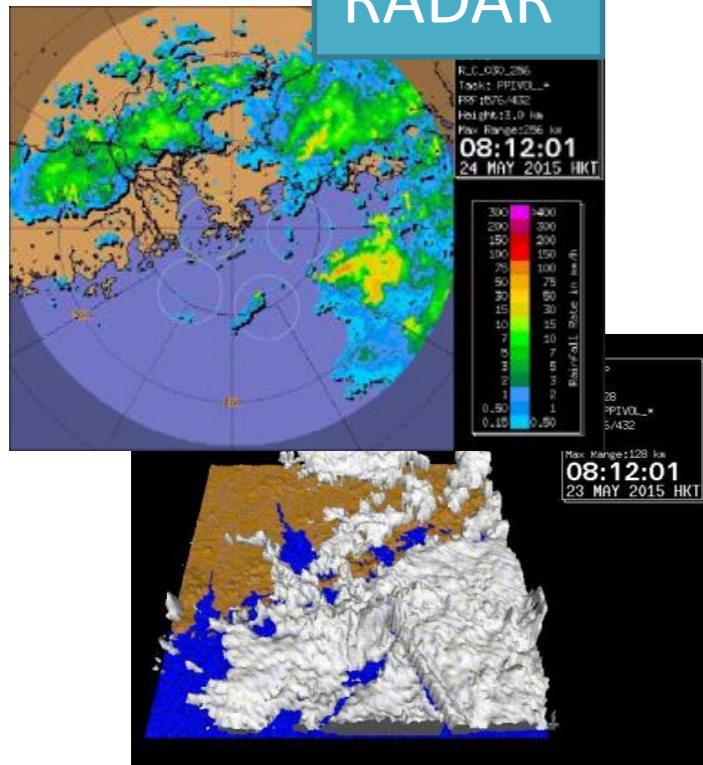 RADAR
R_C_030_256
Task: PPIVOL_*
PRF:576/432
Height:3.0 km
Max Range:256 km
08:12:01
24 MAY 2015 HKT
300 >400
200 300
150 200
100 150
75 100
50 75
30 50
15 30
10 15
7 10
5 7
3 5
2 3
1 2
0.50 1
0.15 0.50
Rainfall Rate in mm/h
28
PPIVOL_*
6/432
Max Range:128 km
08:12:01
23 MAY 2015 HKT